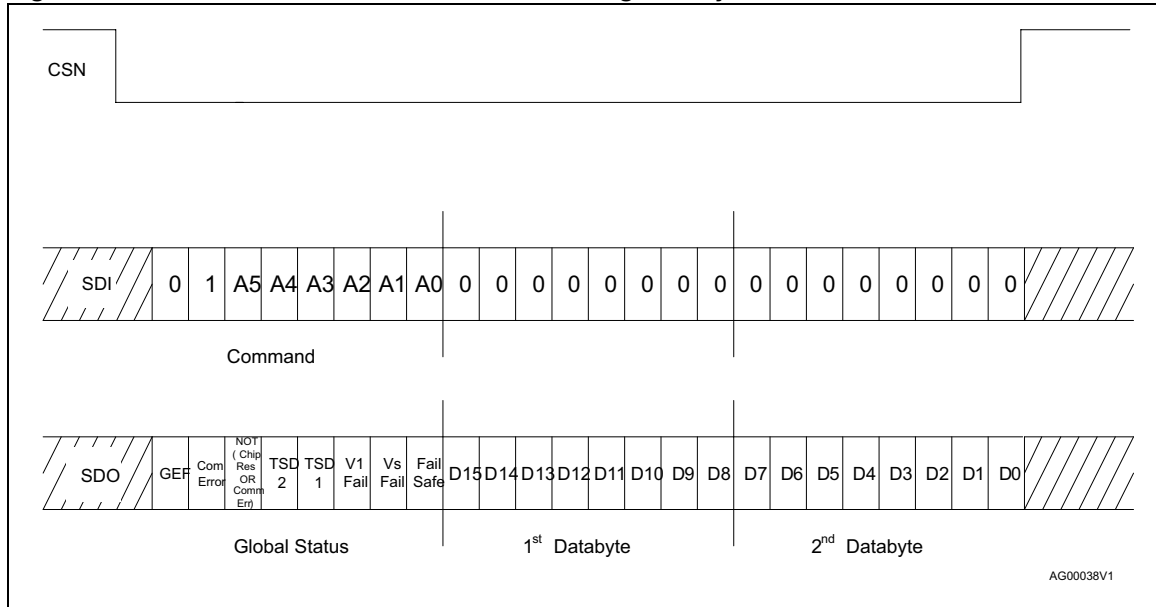 CSN
SDI 0 1 A5 A4 A3 A2 A1 A0 0 0 0 0 0 0 0 0 0 0 0 0 0 0 0 0
Command
SDO GEF Com Error NOT ( Chip Res OR Comm Err) TSD 2 TSD 1 V1 Fail Vs Fail Fail Safe D15 D14 D13 D12 D11 D10 D9 D8 D7 D6 D5 D4 D3 D2 D1 D0
Global Status 1st Databyte 2nd Databyte
AG00038V1